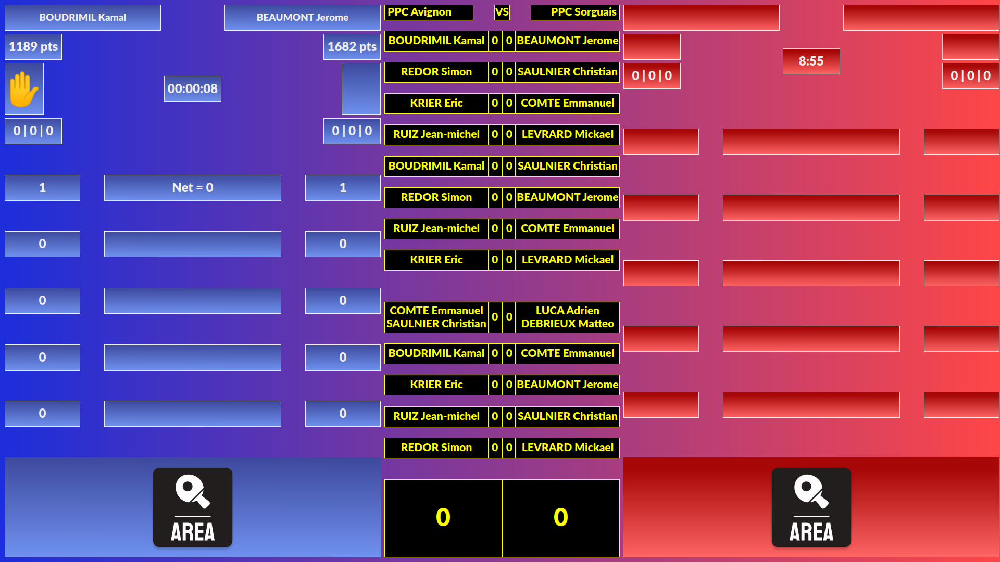 BOUDRIMIL Kamal
BEAUMONT Jerome
1189 pts
1682 pts
00:00:08
0 | 0 | 0
0 | 0 | 0
1
Net = 0
1
0
0
0
0
0
0
0
0
AREA
PPC Avignon VS PPC Sorguais
BOUDRIMIL Kamal 0 0 BEAUMONT Jerome
REDOR Simon 0 0 SAULNIER Christian
KRIER Eric 0 0 COMTE Emmanuel
RUIZ Jean-michel 0 0 LEVRARD Mickael
BOUDRIMIL Kamal 0 0 SAULNIER Christian
REDOR Simon 0 0 BEAUMONT Jerome
RUIZ Jean-michel 0 0 COMTE Emmanuel
KRIER Eric 0 0 LEVRARD Mickael
COMTE Emmanuel
SAULNIER Christian
0 0
LUCA Adrien
DEBRIEUX Matteo
BOUDRIMIL Kamal 0 0 COMTE Emmanuel
KRIER Eric 0 0 BEAUMONT Jerome
RUIZ Jean-michel 0 0 SAULNIER Christian
REDOR Simon 0 0 LEVRARD Mickael
0 0
8:55
0 | 0 | 0
0 | 0 | 0
AREA